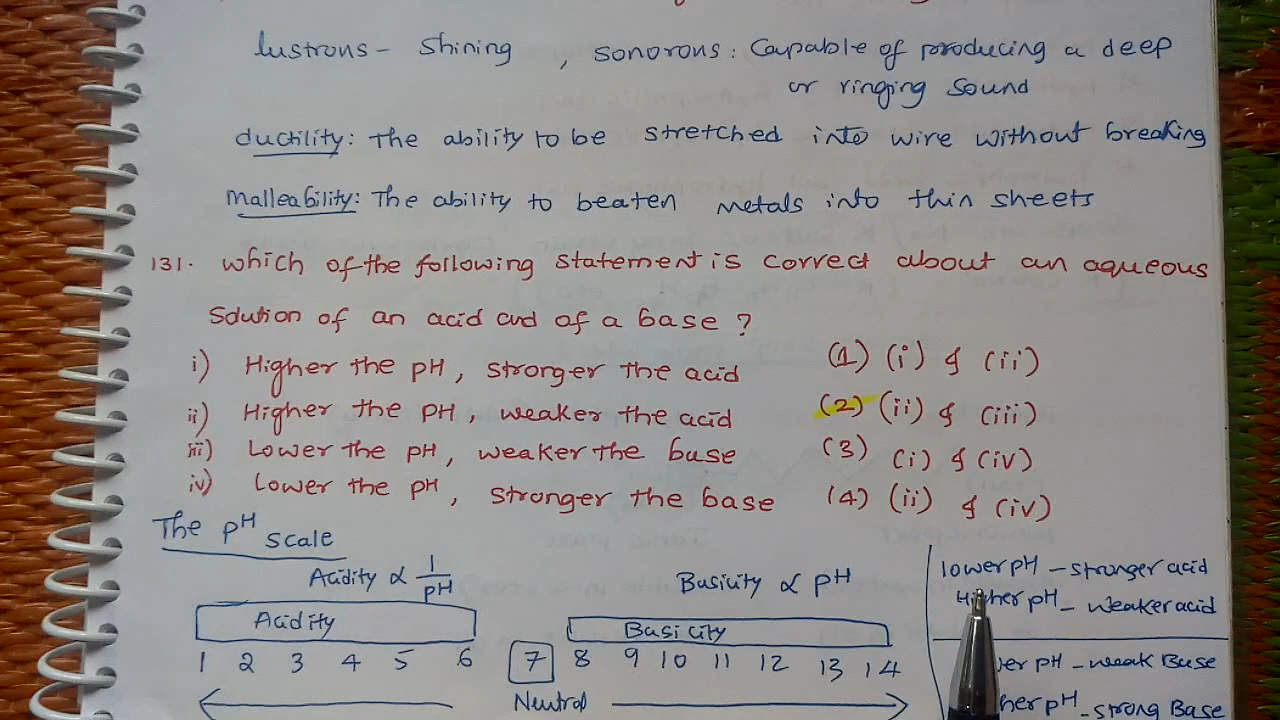 lustrons - Shining , sonorons: Capable of producing a deep
or ringing Sound
ductility: The ability to be stretched into wire without breaking
Malleability: The ability to beaten metals into thin sheets
131. which of the following statement is correct about an aqueous
Solution of an acid and of a base ?
i) Higher the pH, stronger the acid (1) (i) & (iii)
ii) Higher the pH, weaker the acid (2) (ii) & (iii)
iii) Lower the pH, weaker the base (3) (i) & (iv)
iv) Lower the pH, Stronger the base (4) (ii) & (iv)
The pH scale
Acidity ∝ 1/pH Basicity ∝ pH
lower pH - stronger acid
Higher pH - weaker acid
Acidity Basicity
1 2 3 4 5 6 7 8 9 10 11 12 13 14
pH - weak Base
Neutral
pH - strong Base